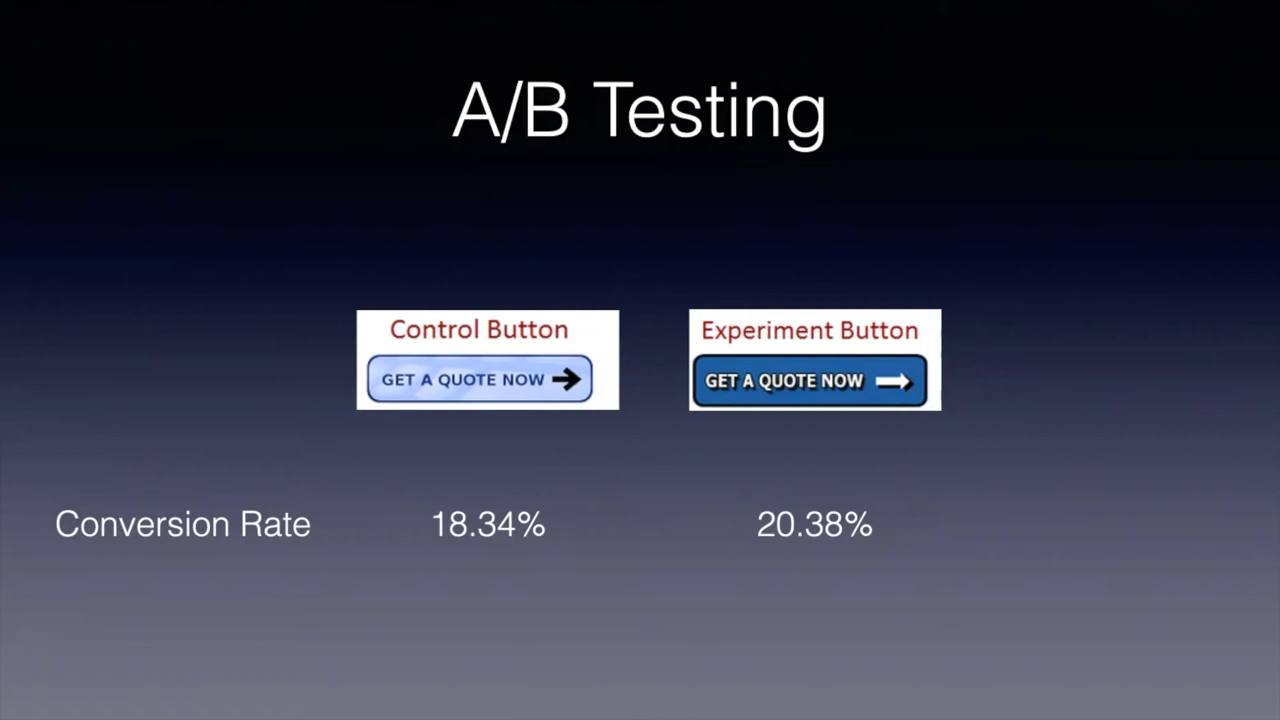 A/B Testing
Control Button
GET A QUOTE NOW
Experiment Button
GET A QUOTE NOW
Conversion Rate 18.34% 20.38%